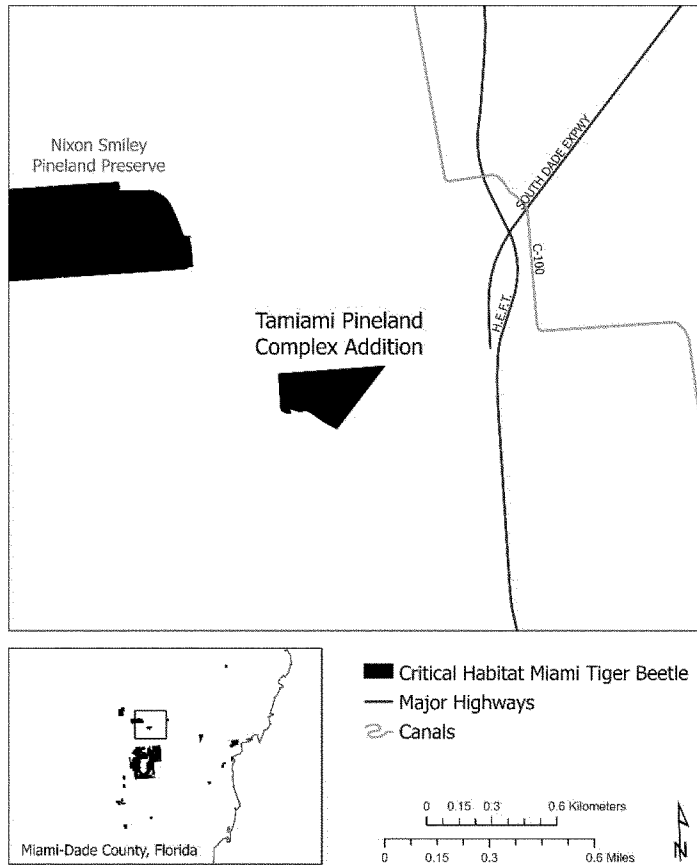 Nixon Smiley
Pineland Preserve
SOUTH DADE EXPWY
C-100
H.E.F.T.
Tamiami Pineland
Complex Addition
Critical Habitat Miami Tiger Beetle
Major Highways
Canals
0 0.15 0.3 0.6 Kilometers
0 0.15 0.3 0.6 Miles
N
Miami-Dade County, Florida